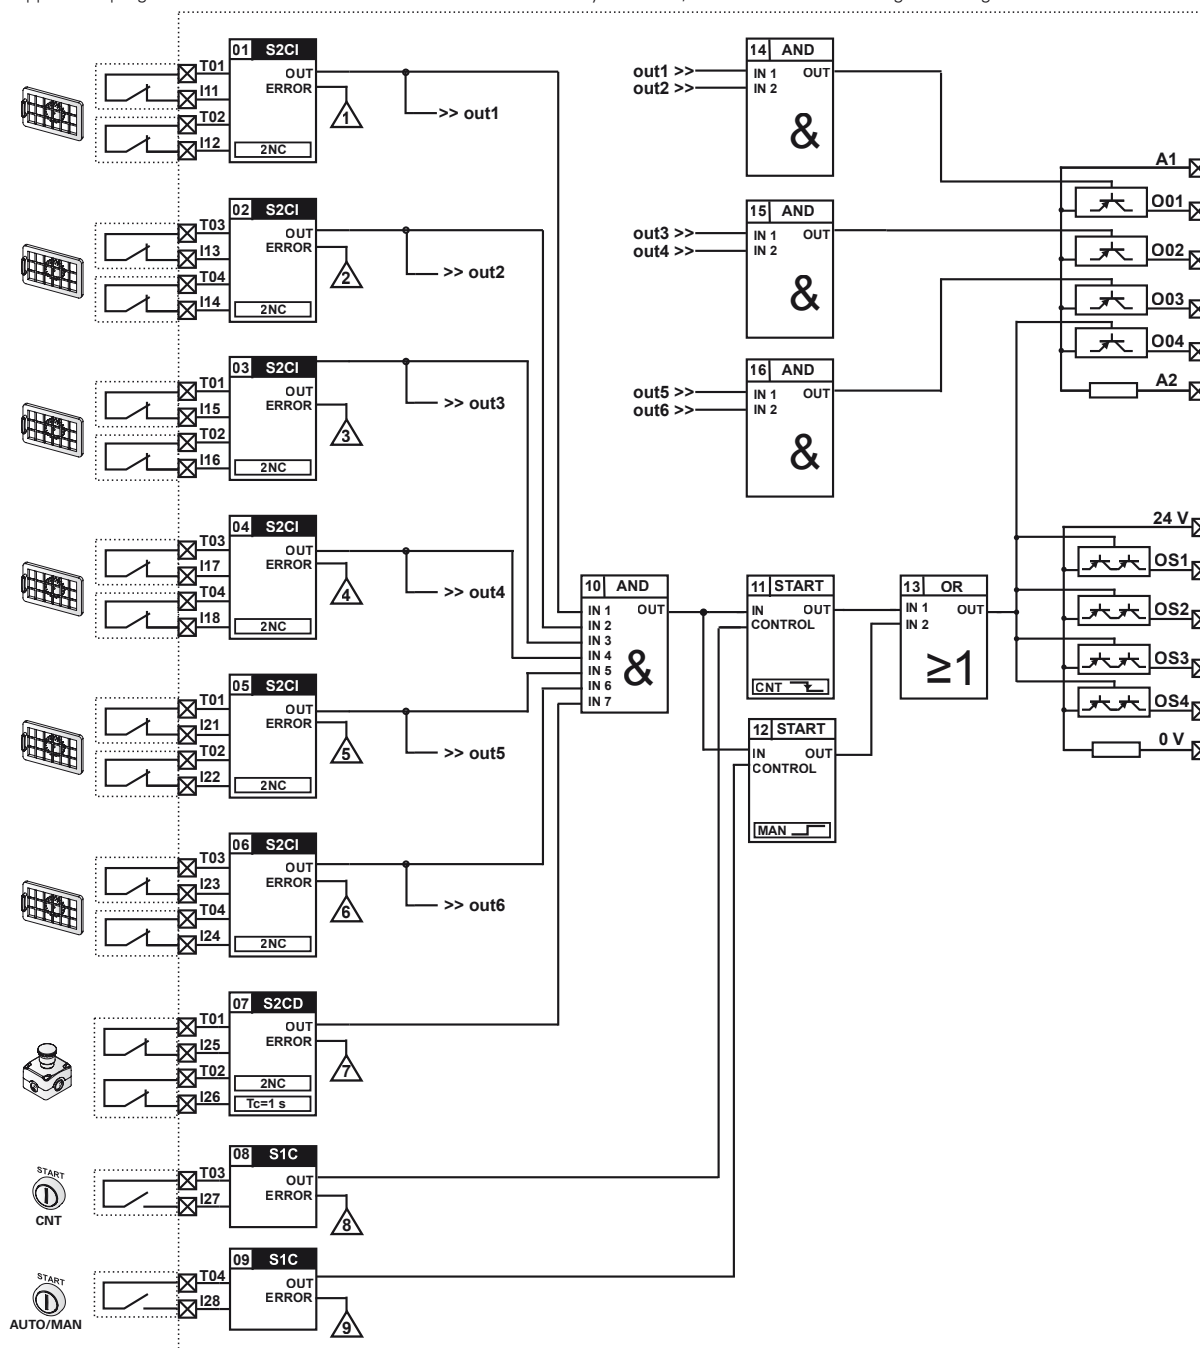 01 S2CI
T01
OUT
I11
ERROR
1
T02
I12
2NC
>> out1
02 S2CI
T03
OUT
I13
ERROR
2
T04
I14
2NC
>> out2
03 S2CI
T01
OUT
I15
ERROR
3
T02
I16
2NC
>> out3
04 S2CI
T03
OUT
I17
ERROR
4
T04
I18
2NC
>> out4
05 S2CI
T01
OUT
I21
ERROR
5
T02
I22
2NC
>> out5
06 S2CI
T03
OUT
I23
ERROR
6
T04
I24
2NC
>> out6
07 S2CD
T01
OUT
I25
ERROR
7
T02
2NC
I26
Tc=1 s
START
CNT
08 S1C
T03
OUT
I27
ERROR
8
START
AUTO/MAN
09 S1C
T04
OUT
I28
ERROR
9
10 AND
IN 1 OUT
IN 2
IN 3
IN 4
IN 5
IN 6
IN 7
&
11 START
IN OUT
CONTROL
CNT
12 START
IN OUT
CONTROL
MAN
13 OR
IN 1 OUT
IN 2
≥1
14 AND
out1 >> IN 1 OUT
out2 >> IN 2
&
15 AND
out3 >> IN 1 OUT
out4 >> IN 2
&
16 AND
out5 >> IN 1 OUT
out6 >> IN 2
&
A1
O01
O02
O03
O04
A2
24 V
OS1
OS2
OS3
OS4
0 V